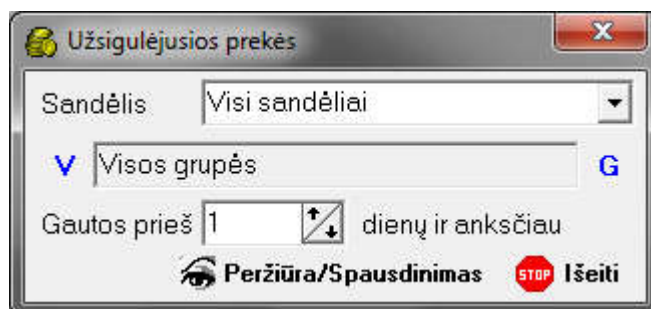 Užsigulėjusios prekės
Sandėlis Visi sandėliai
V Visos grupės G
Gautos prieš 1 dienų ir anksčiau
Peržiūra/Spausdinimas STOP Išeiti